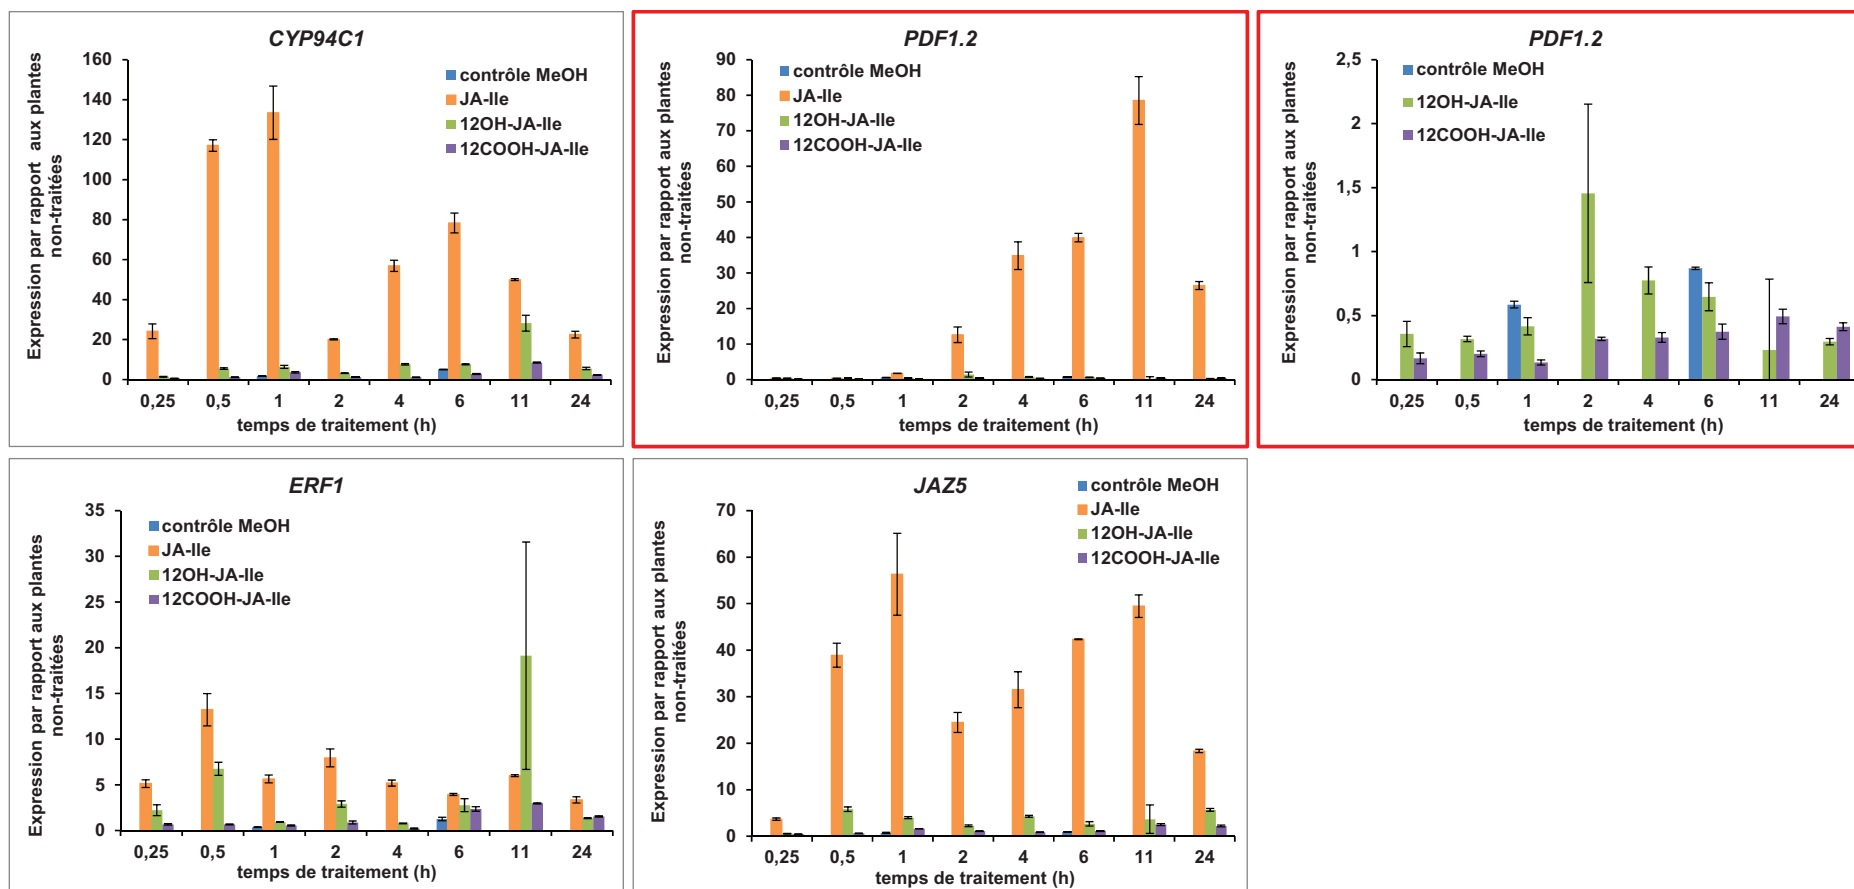 CYP94C1
Expression par rapport aux plantes
non-traitées
160
140
120
100
80
60
40
20
0
contrôle MeOH
JA-Ile
12OH-JA-Ile
12COOH-JA-Ile
0,25 0,5 1 2 4 6 11 24
temps de traitement (h)
PDF1.2
Expression par rapport aux plantes
non-traitées
90
80
70
60
50
40
30
20
10
0
contrôle MeOH
JA-Ile
12OH-JA-Ile
12COOH-JA-Ile
0,25 0,5 1 2 4 6 11 24
temps de traitement (h)
PDF1.2
Expression par rapport aux plantes
non-traitées
2,5
2
1,5
1
0,5
0
contrôle MeOH
12OH-JA-Ile
12COOH-JA-Ile
0,25 0,5 1 2 4 6 11 24
temps de traitement (h)
ERF1
Expression par rapport aux plantes
non-traitées
35
30
25
20
15
10
5
0
contrôle MeOH
JA-Ile
12OH-JA-Ile
12COOH-JA-Ile
0,25 0,5 1 2 4 6 11 24
temps de traitement (h)
JAZ5
Expression par rapport aux plantes
non-traitées
70
60
50
40
30
20
10
0
contrôle MeOH
JA-Ile
12OH-JA-Ile
12COOH-JA-Ile
0,25 0,5 1 2 4 6 11 24
temps de traitement (h)